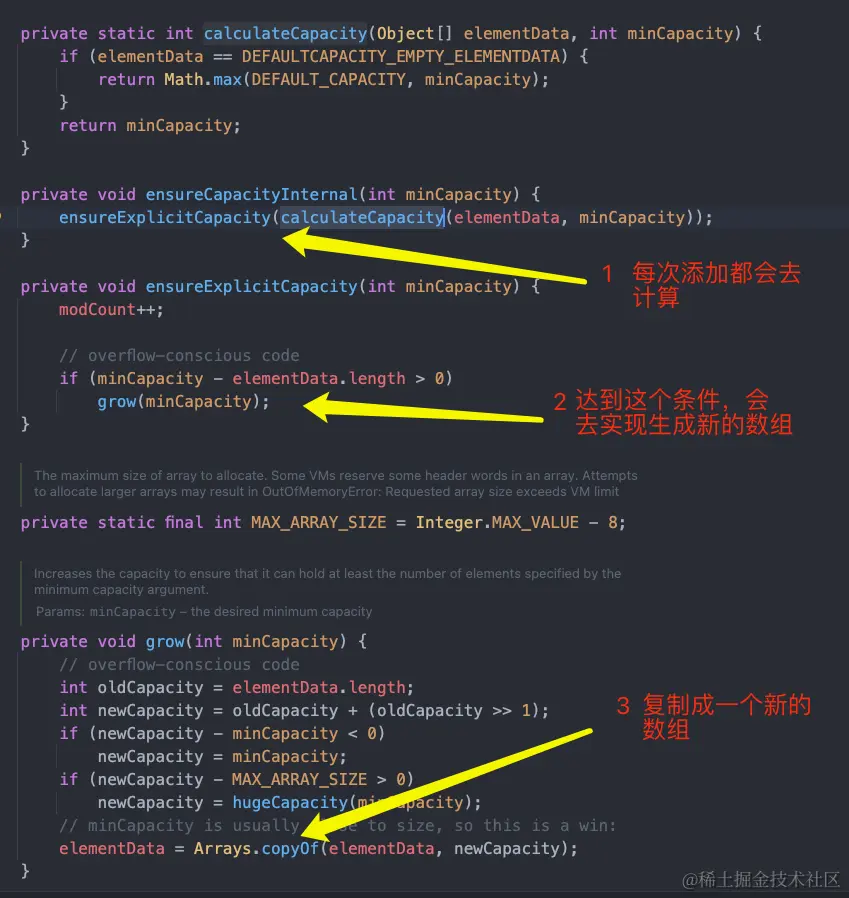 private static int calculateCapacity(Object[] elementData, int minCapacity) {
if (elementData == DEFAULTCAPACITY_EMPTY_ELEMENTDATA) {
return Math.max(DEFAULT_CAPACITY, minCapacity);
}
return minCapacity;
}
private void ensureCapacityInternal(int minCapacity) {
ensureExplicitCapacity(calculateCapacity(elementData, minCapacity));
}
1 每次添加都会去
计算
private void ensureExplicitCapacity(int minCapacity) {
modCount++;
// overflow-conscious code
if (minCapacity - elementData.length > 0)
grow(minCapacity);
}
2 达到这个条件，会
去实现生成新的数组
The maximum size of array to allocate. Some VMs reserve some header words in an array. Attempts
to allocate larger arrays may result in OutOfMemoryError: Requested array size exceeds VM limit
private static final int MAX_ARRAY_SIZE = Integer.MAX_VALUE - 8;
Increases the capacity to ensure that it can hold at least the number of elements specified by the
minimum capacity argument.
Params: minCapacity – the desired minimum capacity
private void grow(int minCapacity) {
// overflow-conscious code
int oldCapacity = elementData.length;
int newCapacity = oldCapacity + (oldCapacity >> 1);
if (newCapacity - minCapacity < 0)
newCapacity = minCapacity;
if (newCapacity - MAX_ARRAY_SIZE > 0)
newCapacity = hugeCapacity(minCapacity);
// minCapacity is usually to size, so this is a win:
elementData = Arrays.copyOf(elementData, newCapacity);
}
3 复制成一个新的
数组
@稀土掘金技术社区